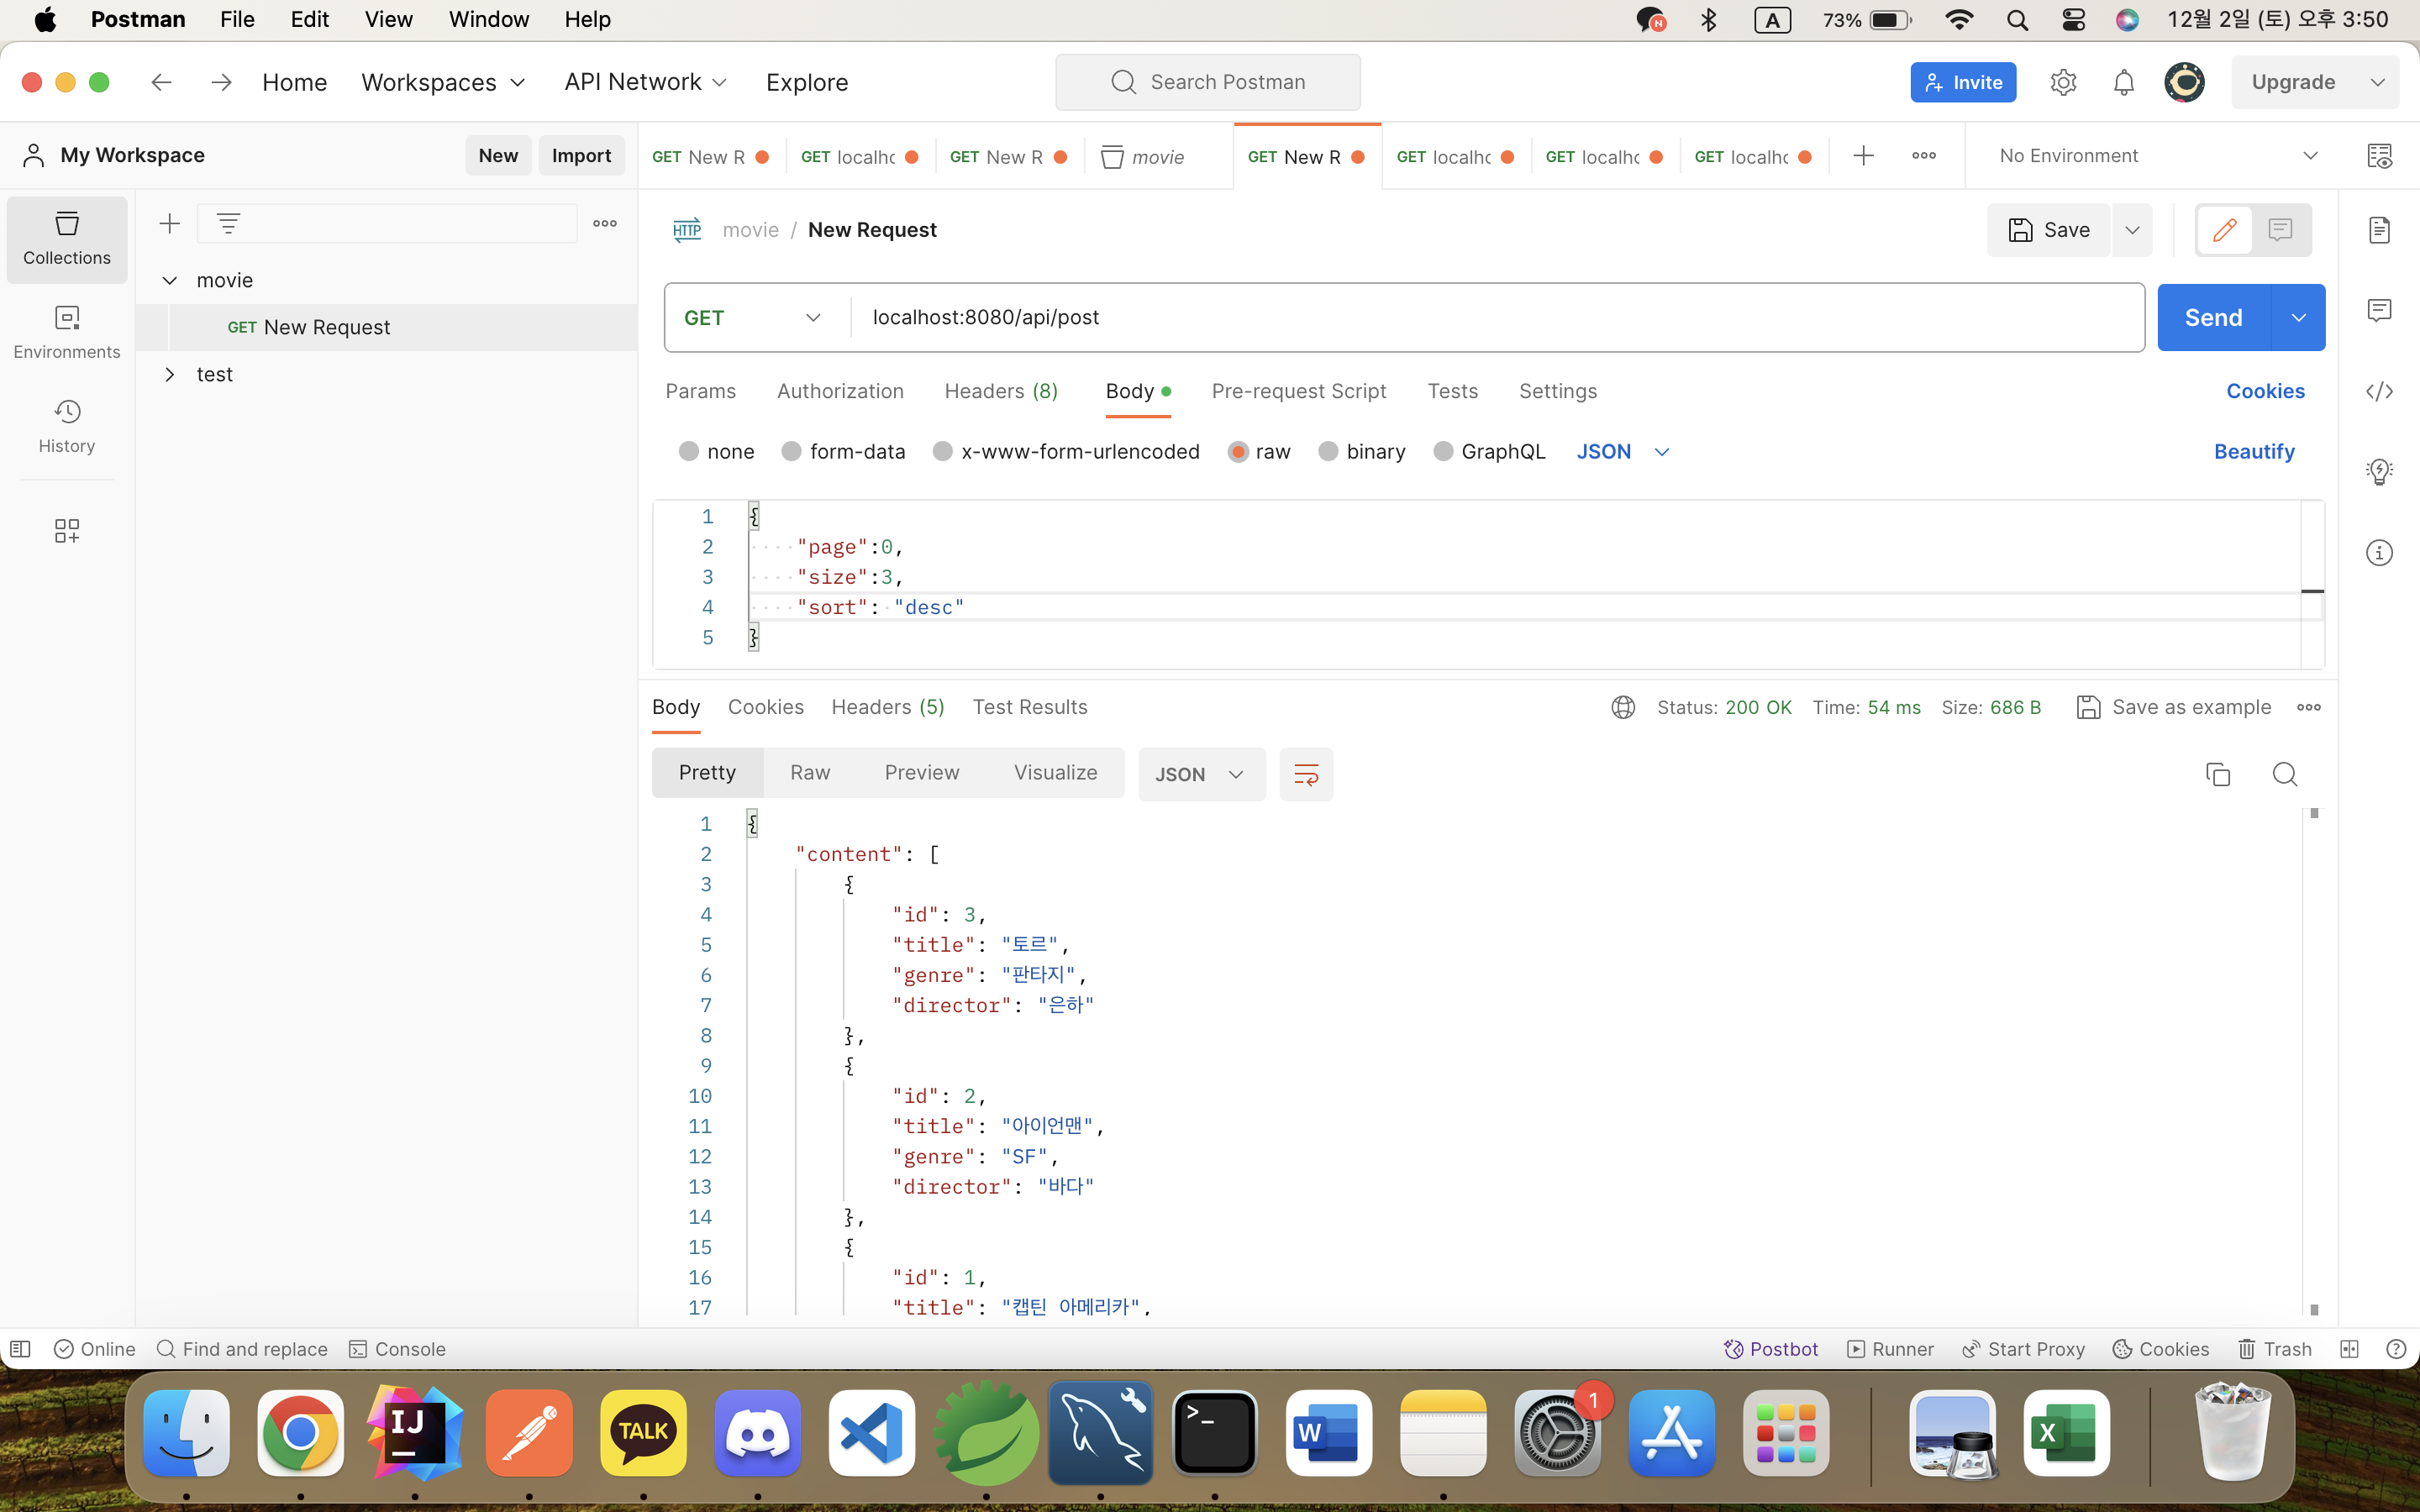 Postman File Edit View Window Help N A 73% 12월 2일 (토) 오후 3:50
Home Workspaces API Network Explore Search Postman Invite Upgrade
My Workspace New Import GET New R GET localhc GET New R movie GET New R GET localhc GET localhc GET localhc No Environment
Collections
Environments
History
movie
GET New Request
test
HTTP movie / New Request Save
GET localhost:8080/api/post Send
Params Authorization Headers (8) Body Pre-request Script Tests Settings Cookies
none form-data x-www-form-urlencoded raw binary GraphQL JSON Beautify
1 {
2 "page":0,
3 "size":3,
4 "sort": "desc"
5 }
Body Cookies Headers (5) Test Results Status: 200 OK Time: 54 ms Size: 686 B Save as example
Pretty Raw Preview Visualize JSON
1 {
2 "content": [
3 {
4 "id": 3,
5 "title": "토르",
6 "genre": "판타지",
7 "director": "은하"
8 },
9 {
10 "id": 2,
11 "title": "아이언맨",
12 "genre": "SF",
13 "director": "바다"
14 },
15 {
16 "id": 1,
17 "title": "캡틴 아메리카",
Online Find and replace Console Postbot Runner Start Proxy Cookies Trash
IJ TALK >_ W 1 X